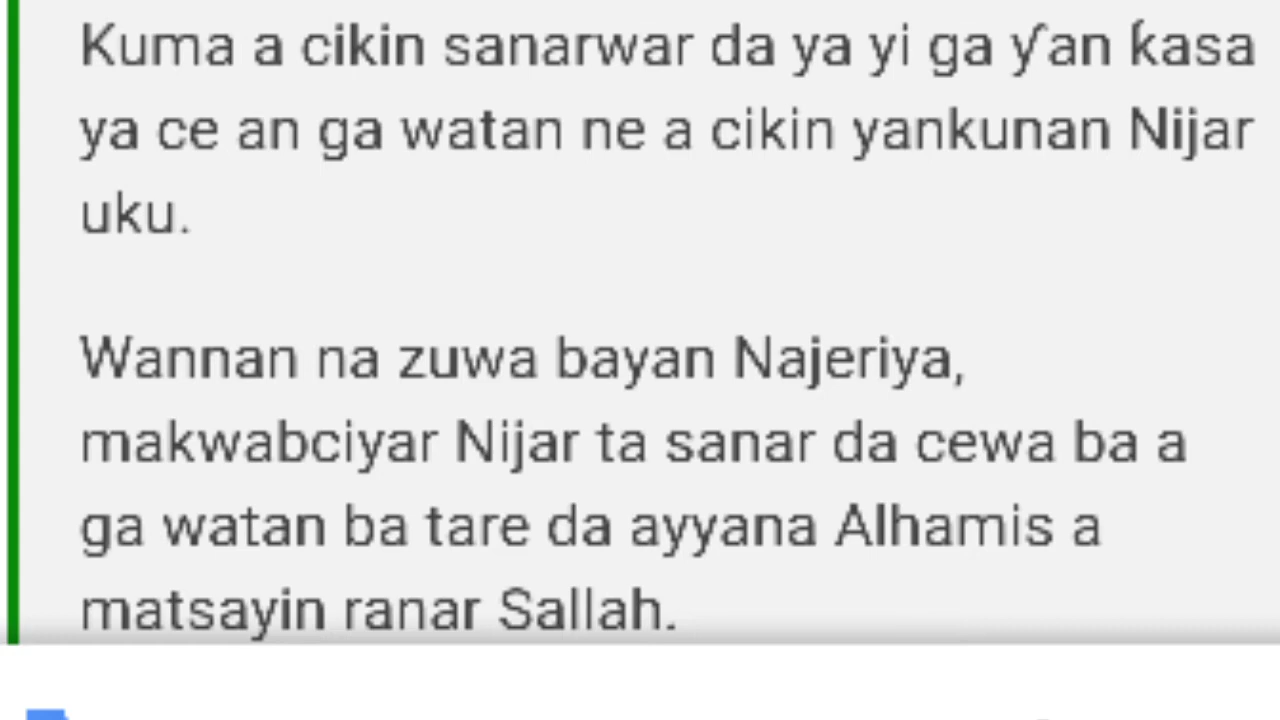 Kuma a cikin sanarwar da ya yi ga ƴan ƙasa
ya ce an ga watan ne a cikin yankunan Nijar
uku.
Wannan na zuwa bayan Najeriya,
makwabciyar Nijar ta sanar da cewa ba a
ga watan ba tare da ayyana Alhamis a
matsayin ranar Sallah.